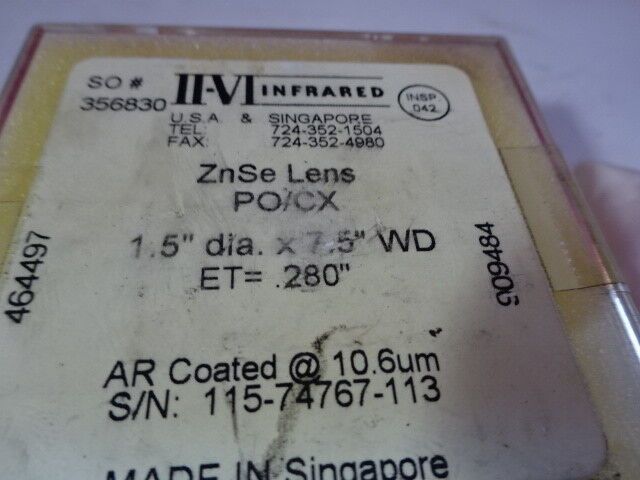 SO #
356830
II-VI INFRARED
INSP.
042
U.S.A. & SINGAPORE
TEL: 724-352-1504
FAX: 724-352-4980
ZnSe Lens
PO/CX
1.5" dia. x 7.5" WD
ET= .280"
464497
909484
AR Coated @ 10.6um
S/N: 115-74767-113
MADE IN Singapore